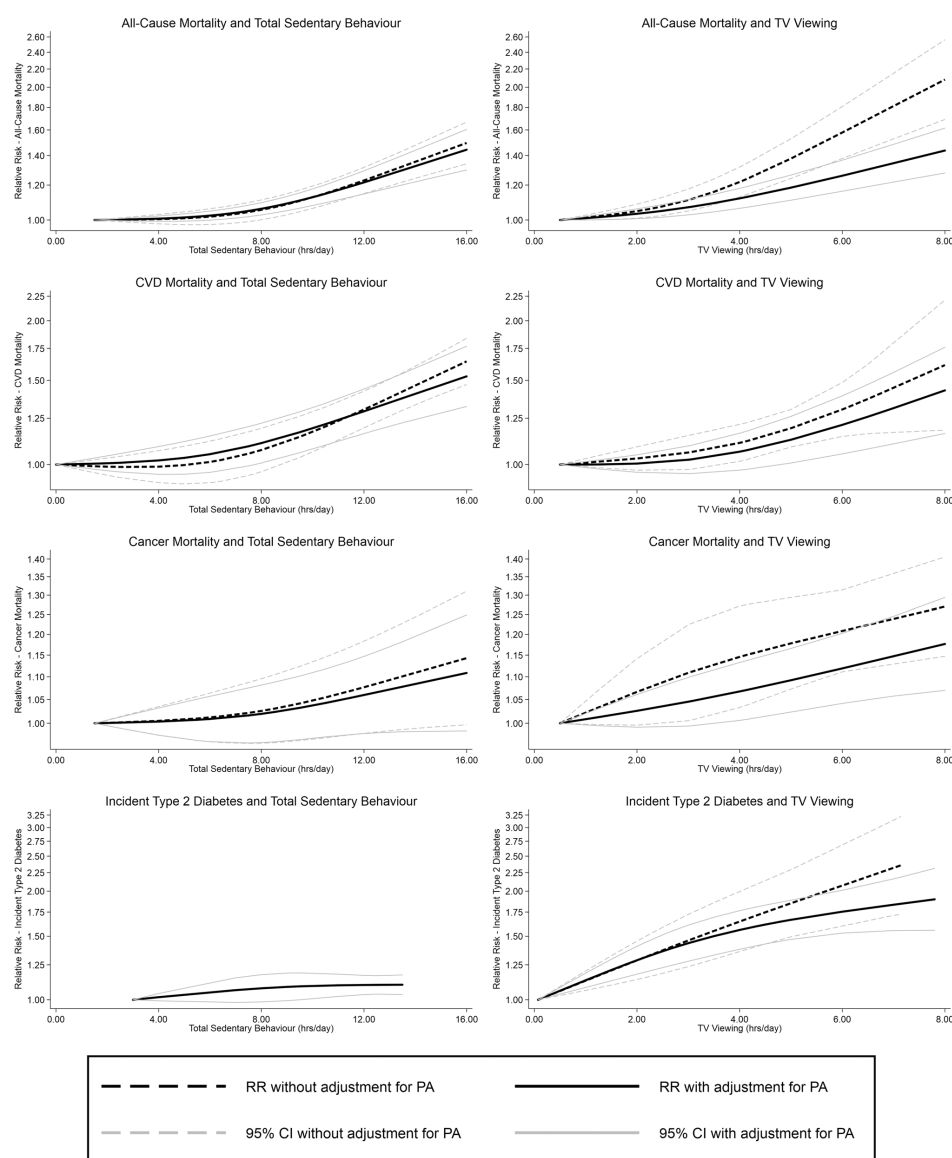 All-Cause Mortality and Total Sedentary Behaviour
Relative Risk - All-Cause Mortality
2.60
2.40
2.20
2.00
1.80
1.60
1.40
1.20
1.00
0.00 4.00 8.00 12.00 16.00
Total Sedentary Behaviour (hrs/day)
All-Cause Mortality and TV Viewing
Relative Risk - All-Cause Mortality
2.60
2.40
2.20
2.00
1.80
1.60
1.40
1.20
1.00
0.00 2.00 4.00 6.00 8.00
TV Viewing (hrs/day)
CVD Mortality and Total Sedentary Behaviour
Relative Risk - CVD Mortality
2.25
2.00
1.75
1.50
1.25
1.00
0.00 4.00 8.00 12.00 16.00
Total Sedentary Behaviour (hrs/day)
CVD Mortality and TV Viewing
Relative Risk - CVD Mortality
2.25
2.00
1.75
1.50
1.25
1.00
0.00 2.00 4.00 6.00 8.00
TV Viewing (hrs/day)
Cancer Mortality and Total Sedentary Behaviour
Relative Risk - Cancer Mortality
1.40
1.35
1.30
1.25
1.20
1.15
1.10
1.05
1.00
0.00 4.00 8.00 12.00 16.00
Total Sedentary Behaviour (hrs/day)
Cancer Mortality and TV Viewing
Relative Risk - Cancer Mortality
1.40
1.35
1.30
1.25
1.20
1.15
1.10
1.05
1.00
0.00 2.00 4.00 6.00 8.00
TV Viewing (hrs/day)
Incident Type 2 Diabetes and Total Sedentary Behaviour
Relative Risk - Incident Type 2 Diabetes
3.25
3.00
2.75
2.50
2.25
2.00
1.75
1.50
1.25
1.00
0.00 4.00 8.00 12.00 16.00
Total Sedentary Behaviour (hrs/day)
Incident Type 2 Diabetes and TV Viewing
Relative Risk - Incident Type 2 Diabetes
3.25
3.00
2.75
2.50
2.25
2.00
1.75
1.50
1.25
1.00
0.00 2.00 4.00 6.00 8.00
TV Viewing (hrs/day)
RR without adjustment for PA
RR with adjustment for PA
95% CI without adjustment for PA
95% CI with adjustment for PA